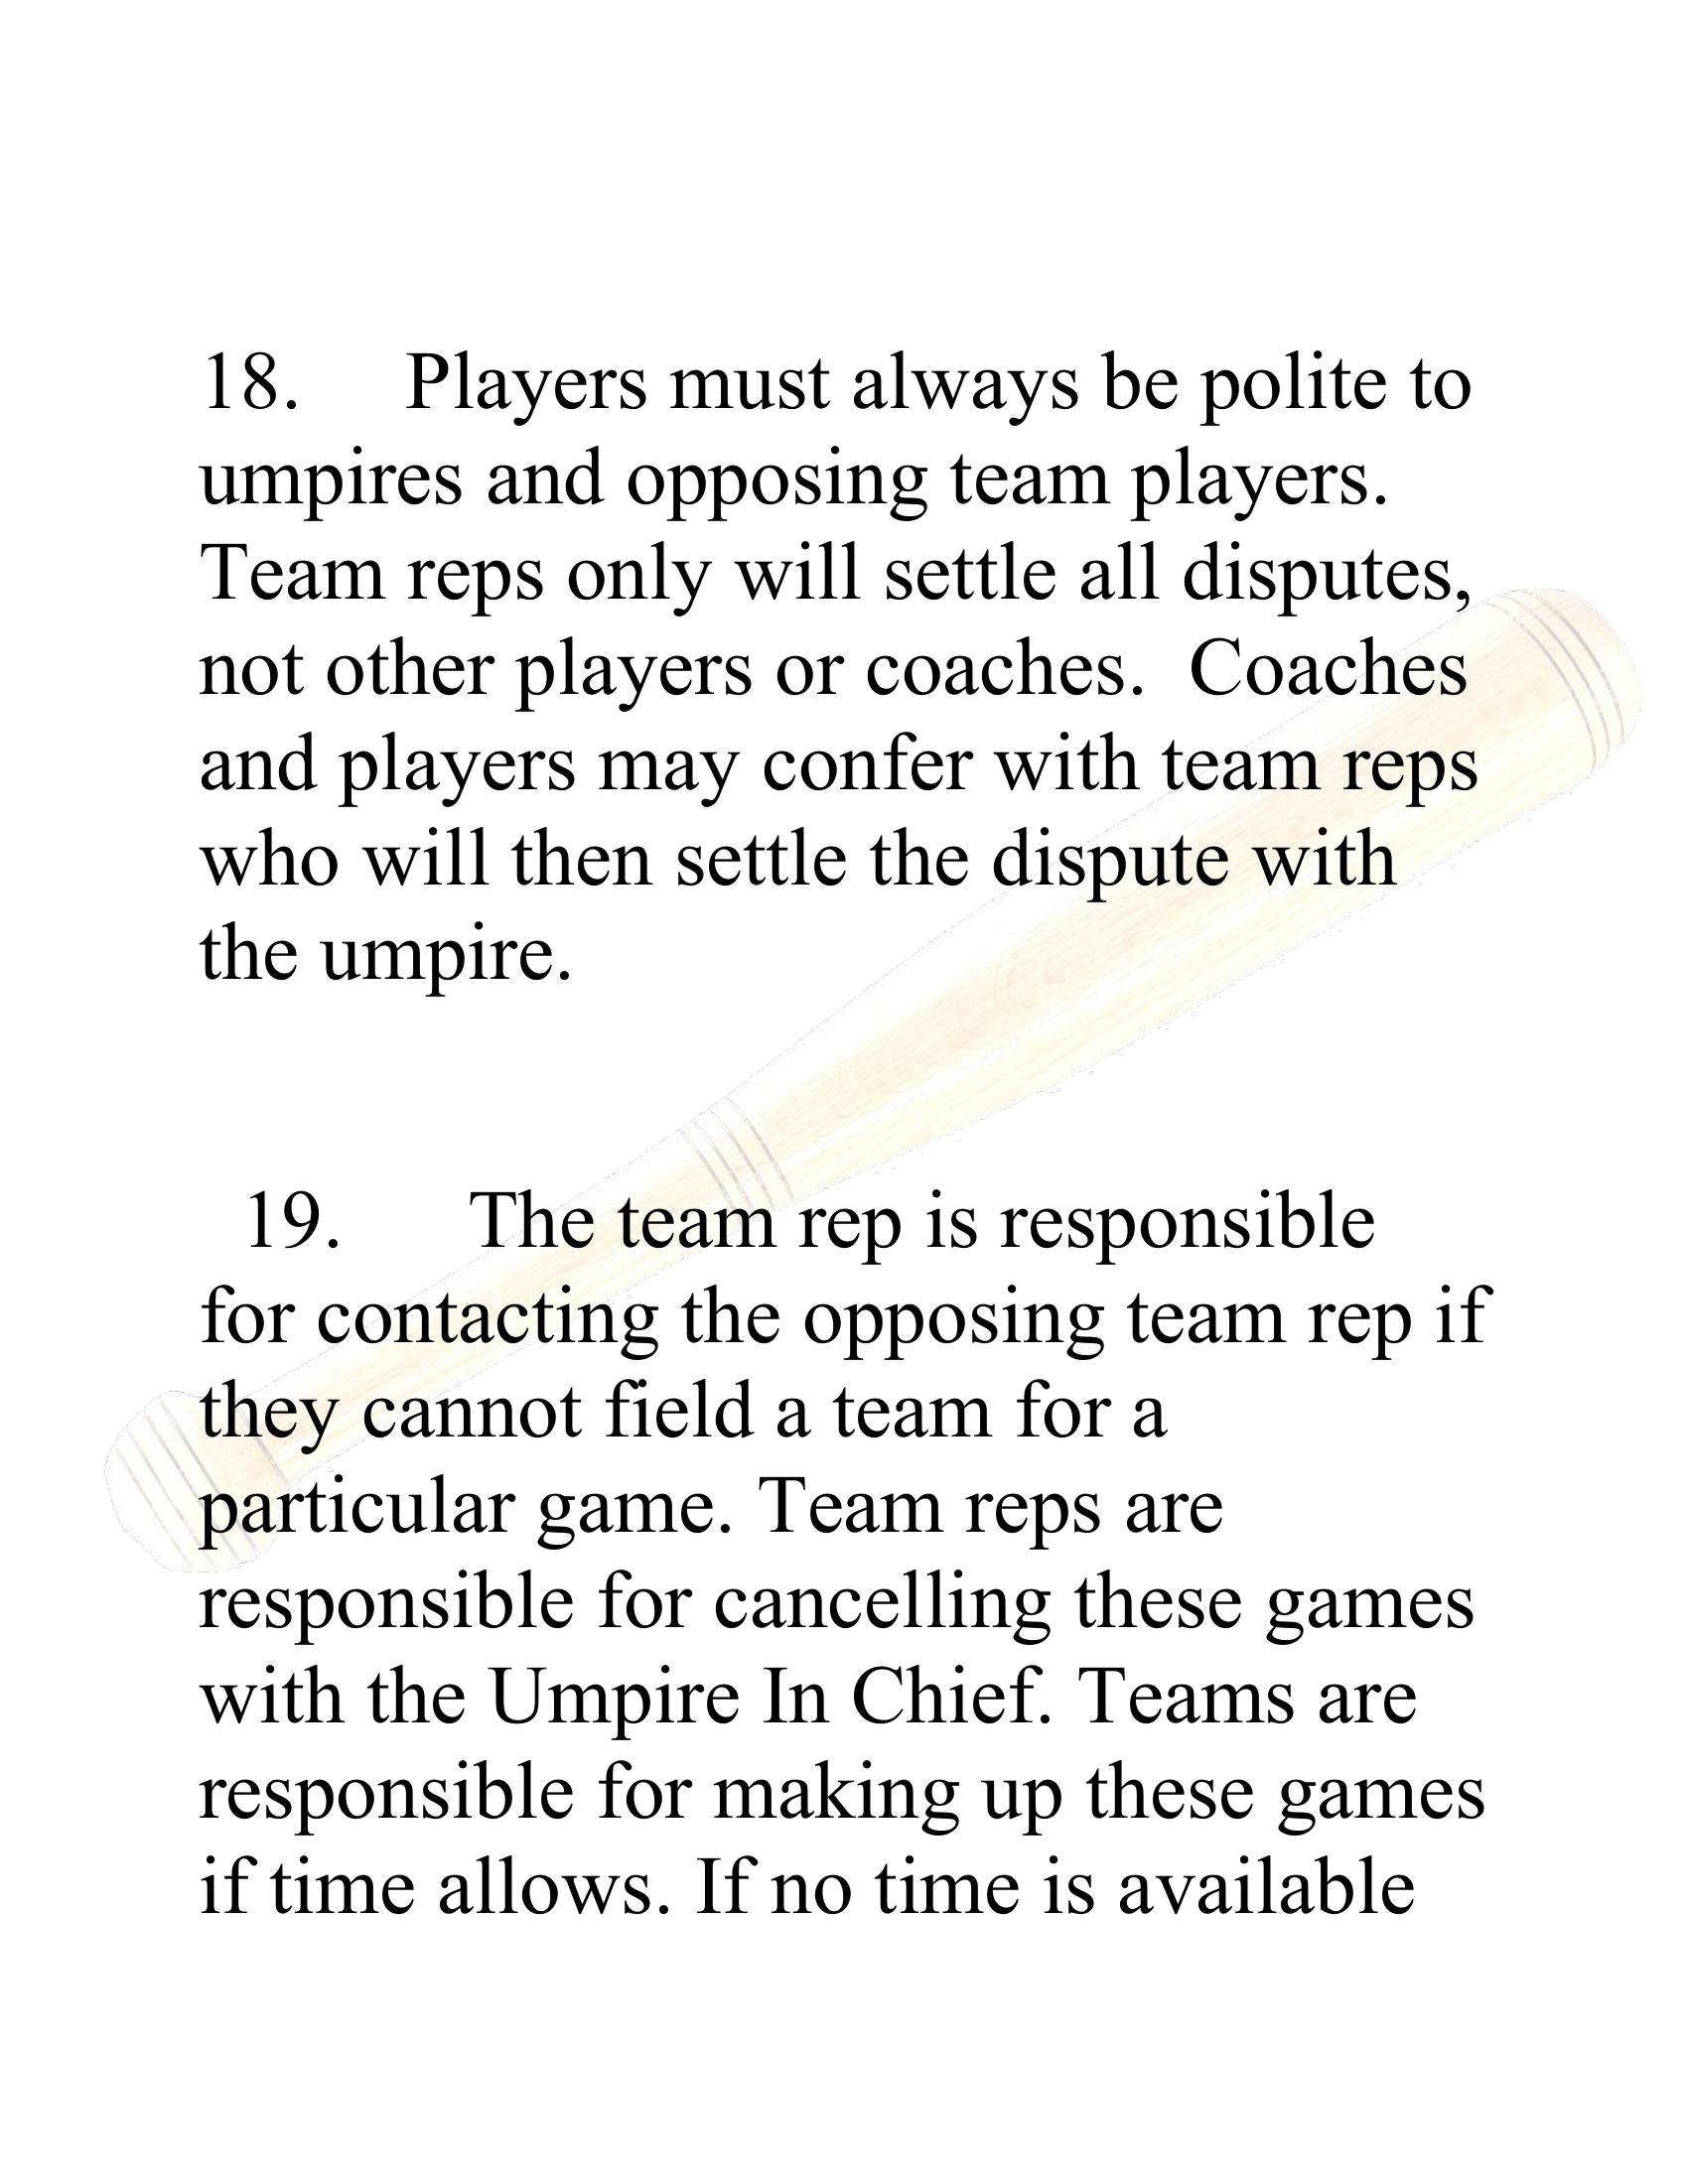 18. Players must always be polite to
umpires and opposing team players.
Team reps only will settle all disputes,
not other players or coaches.  Coaches
and players may confer with team reps
who will then settle the dispute with
the umpire.
19. The team rep is responsible
for contacting the opposing team rep if
they cannot field a team for a
particular game. Team reps are
responsible for cancelling these games
with the Umpire In Chief. Teams are
responsible for making up these games
if time allows. If no time is available